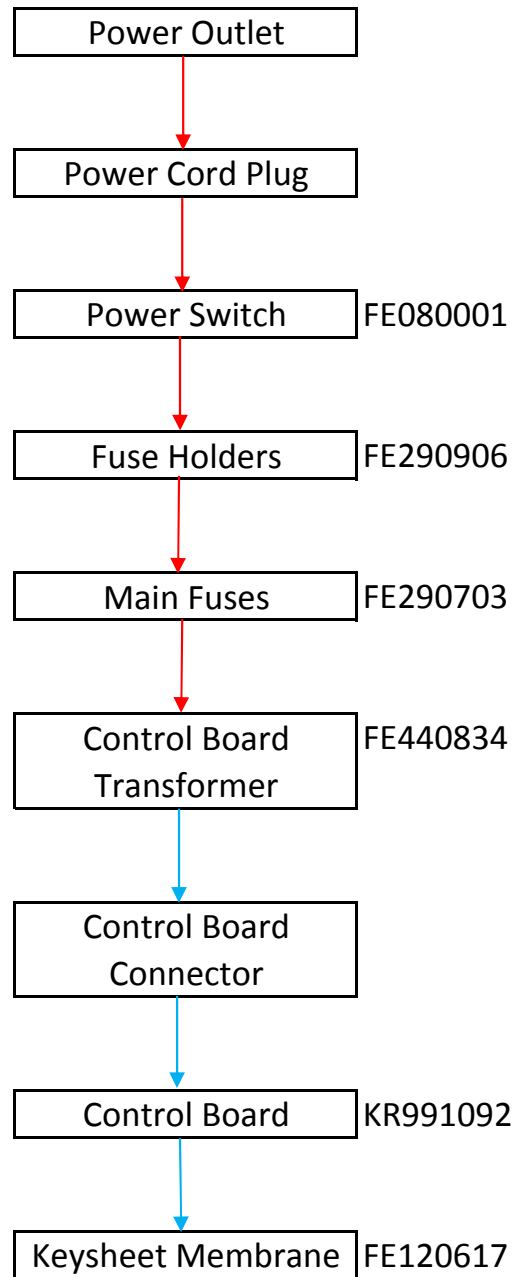 Power Outlet
Power Cord Plug
Power Switch FE080001
Fuse Holders FE290906
Main Fuses FE290703
Control Board FE440834
Transformer
Control Board
Connector
Control Board KR991092
Keysheet Membrane FE120617